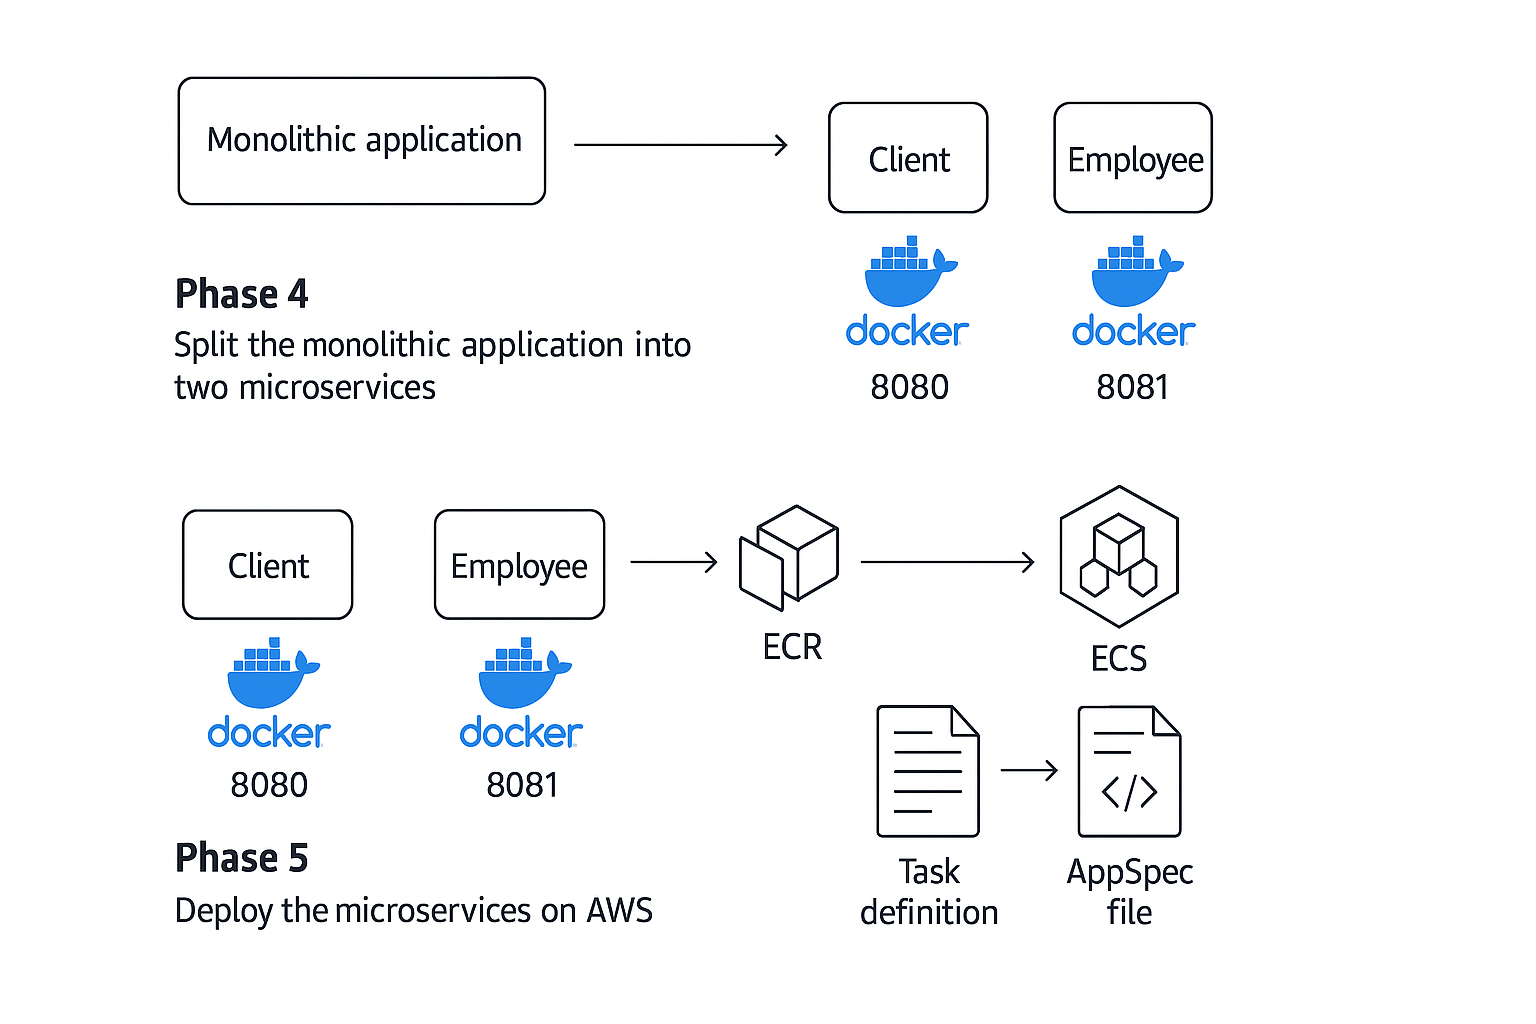 Monolithic application
Client
Employee
docker
docker
8080
8081
Phase 4
Split the monolithic application into
two microservices
Client
Employee
ECR
ECS
docker
docker
8080
8081
Task
definition
AppSpec
file
Phase 5
Deploy the microservices on AWS